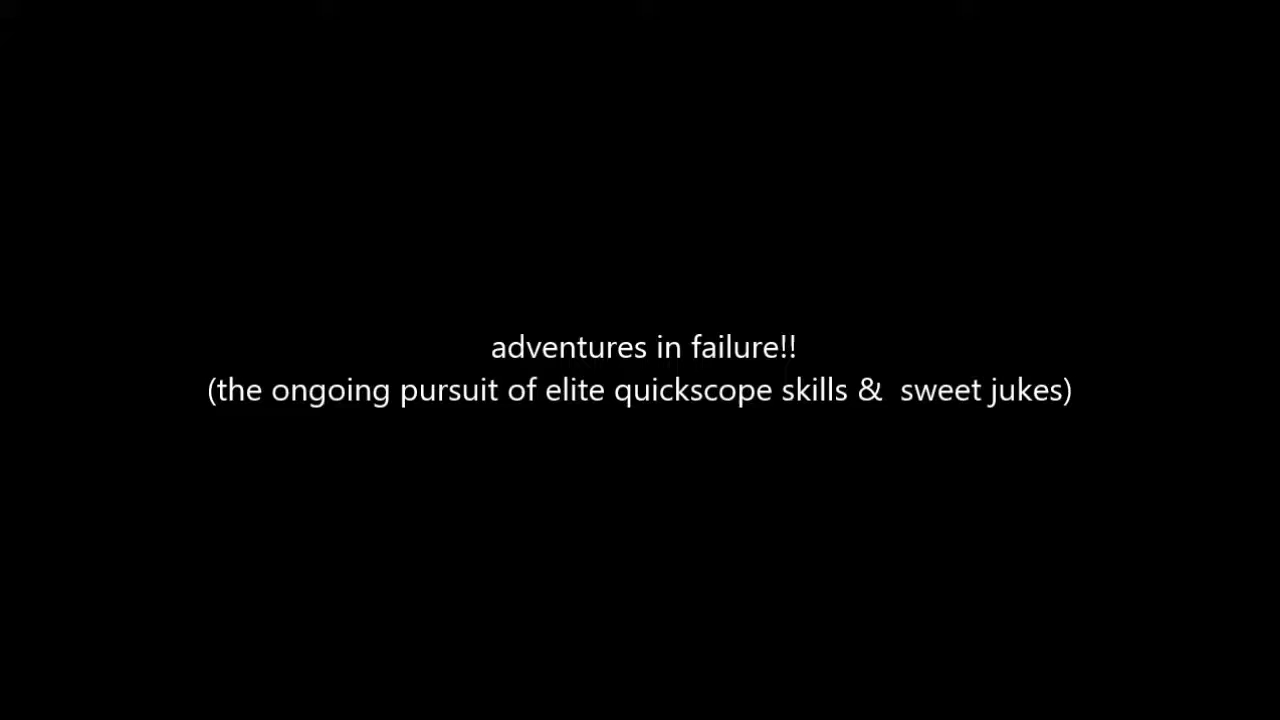 adventures in failure!!
(the ongoing pursuit of elite quickscope skills &  sweet jukes)